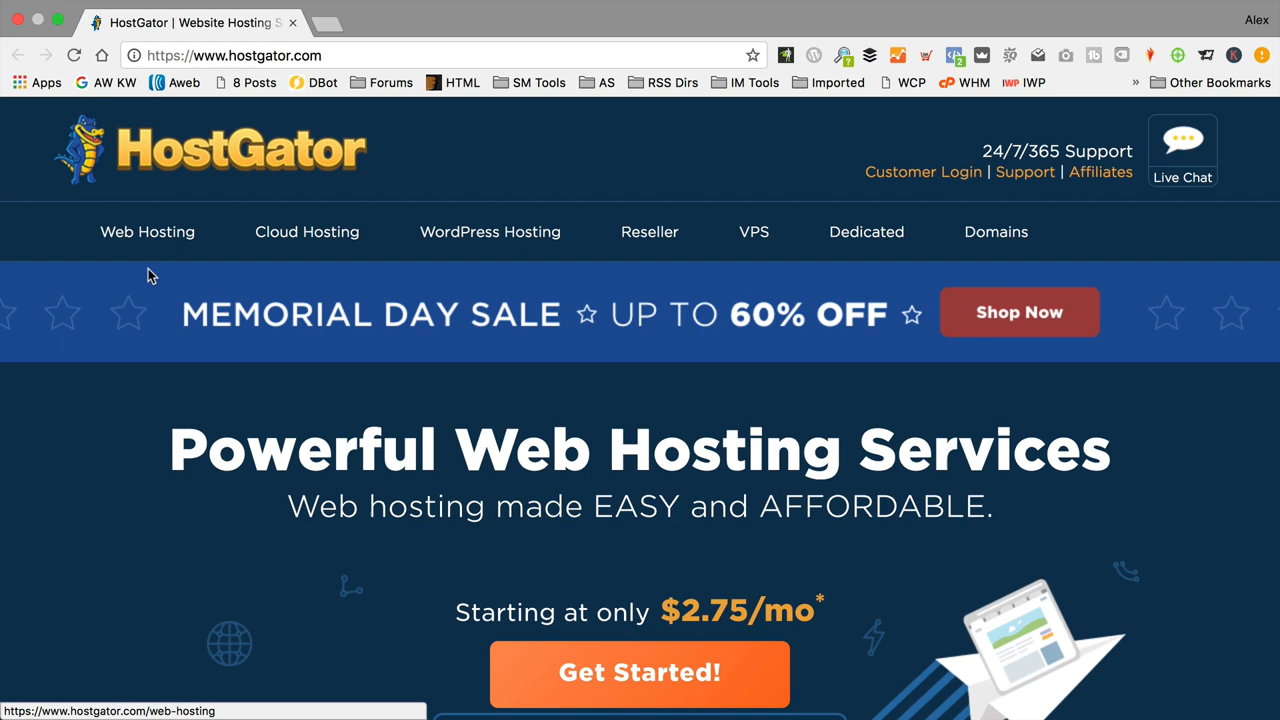 HostGator | Website Hosting S
Alex
https://www.hostgator.com
Apps
AW KW
Aweb
8 Posts
DBot
Forums
HTML
SM Tools
AS
RSS Dirs
IM Tools
Imported
WCP
cP WHM
IWP IWP
»
Other Bookmarks
HostGator
24/7/365 Support
Customer Login | Support | Affiliates
Live Chat
Web Hosting
Cloud Hosting
WordPress Hosting
Reseller
VPS
Dedicated
Domains
MEMORIAL DAY SALE ☆ UP TO 60% OFF ☆
Shop Now
Powerful Web Hosting Services
Web hosting made EASY and AFFORDABLE.
Starting at only $2.75/mo*
Get Started!
https://www.hostgator.com/web-hosting